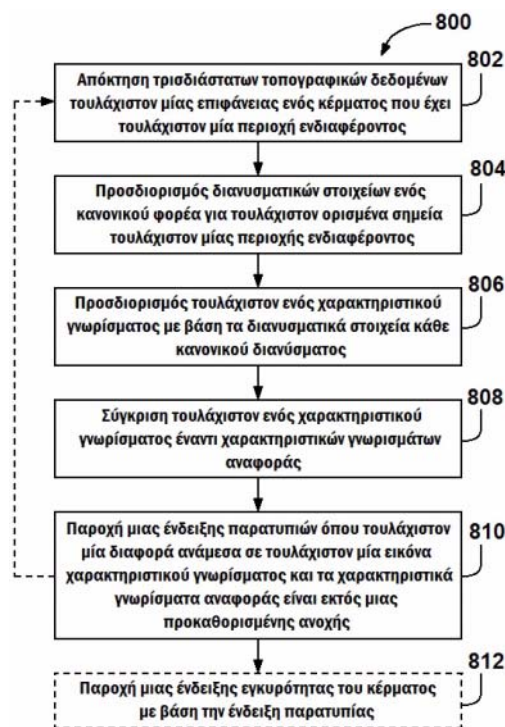 800
802
Απόκτηση τρισδιάστατων τοπογραφικών δεδομένων
τουλάχιστον μίας επιφάνειας ενός κέρματος που έχει
τουλάχιστον μία περιοχή ενδιαφέροντος
804
Προσδιορισμός διανυσματικών στοιχείων ενός
κανονικού φορέα για τουλάχιστον ορισμένα σημεία
τουλάχιστον μίας περιοχής ενδιαφέροντος
806
Προσδιορισμός τουλάχιστον ενός χαρακτηριστικού
γνωρίσματος με βάση τα διανυσματικά στοιχεία κάθε
κανονικού διανύσματος
808
Σύγκριση τουλάχιστον ενός χαρακτηριστικού
γνωρίσματος έναντι χαρακτηριστικών γνωρισμάτων
αναφοράς
810
Παροχή μιας ένδειξης παρατυπιών όπου τουλάχιστον
μία διαφορά ανάμεσα σε τουλάχιστον μία εικόνα
χαρακτηριστικού γνωρίσματος και τα χαρακτηριστικά
γνωρίσματα αναφοράς είναι εκτός μιας
προκαθορισμένης ανοχής
812
Παροχή μιας ένδειξης εγκυρότητας του κέρματος
με βάση την ένδειξη παρατυπίας